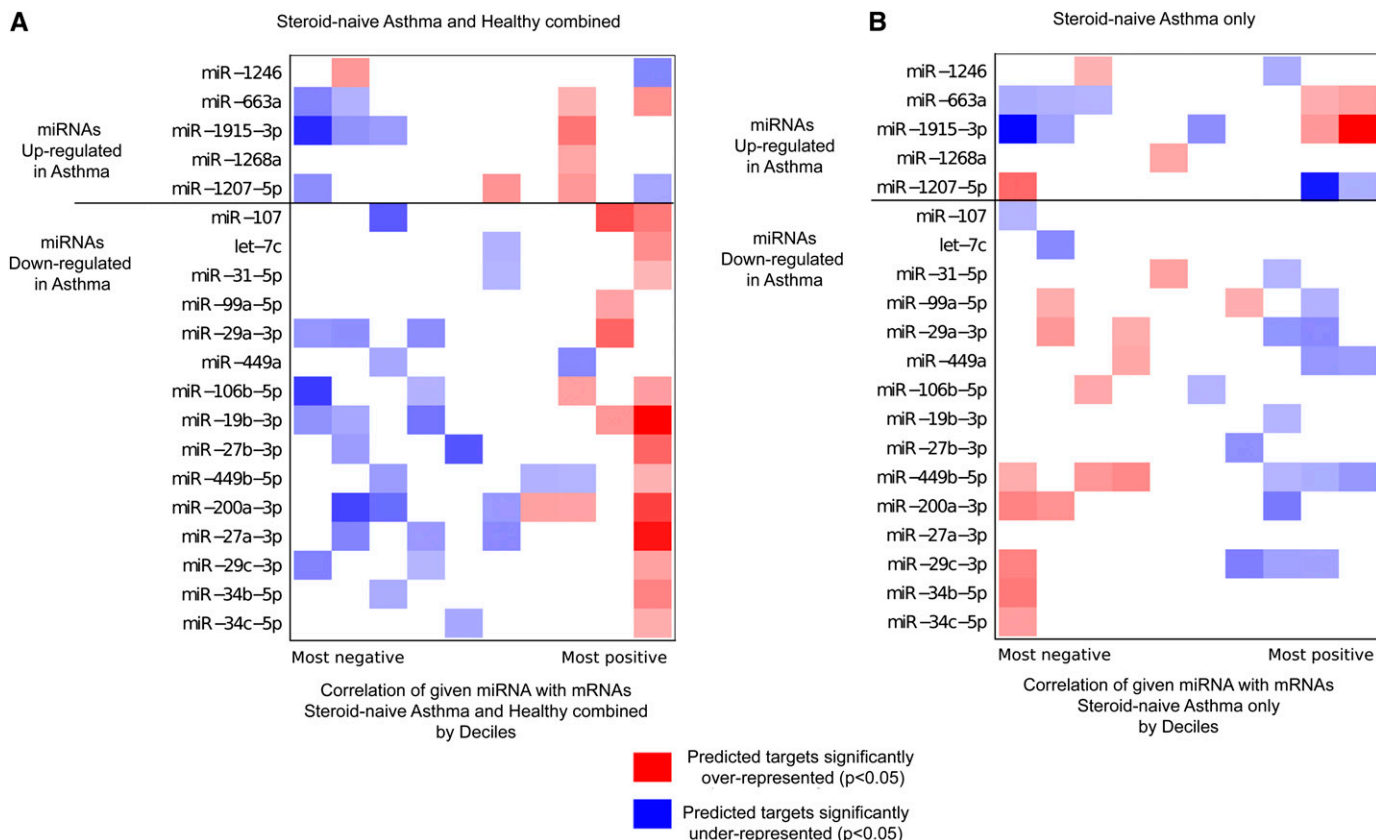 A
Steroid-naive Asthma and Healthy combined
miRNAs
Up-regulated
in Asthma
miR−1246
miR−663a
miR−1915−3p
miR−1268a
miR−1207−5p
miRNAs
Down-regulated
in Asthma
miR−107
let−7c
miR−31−5p
miR−99a−5p
miR−29a−3p
miR−449a
miR−106b−5p
miR−19b−3p
miR−27b−3p
miR−449b−5p
miR−200a−3p
miR−27a−3p
miR−29c−3p
miR−34b−5p
miR−34c−5p
Most negative
Most positive
Correlation of given miRNA with mRNAs
Steroid-naive Asthma and Healthy combined
by Deciles
B
Steroid-naive Asthma only
miRNAs
Up-regulated
in Asthma
miR−1246
miR−663a
miR−1915−3p
miR−1268a
miR−1207−5p
miRNAs
Down-regulated
in Asthma
miR−107
let−7c
miR−31−5p
miR−99a−5p
miR−29a−3p
miR−449a
miR−106b−5p
miR−19b−3p
miR−27b−3p
miR−449b−5p
miR−200a−3p
miR−27a−3p
miR−29c−3p
miR−34b−5p
miR−34c−5p
Most negative
Most positive
Correlation of given miRNA with mRNAs
Steroid-naive Asthma only
by Deciles
Predicted targets significantly
over-represented (p<0.05)
Predicted targets significantly
under-represented (p<0.05)